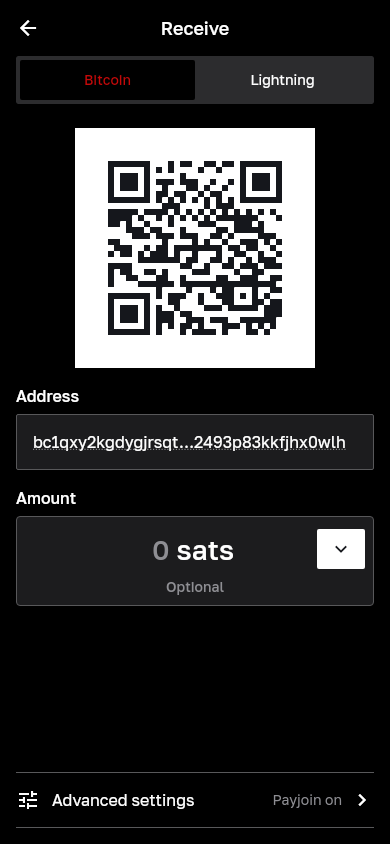 Receive
Bitcoin
Lightning
Address
bc1qxy2kgdygjrsqt...2493p83kkfjhx0wlh
Amount
0 sats
Optional
Advanced settings
Payjoin on